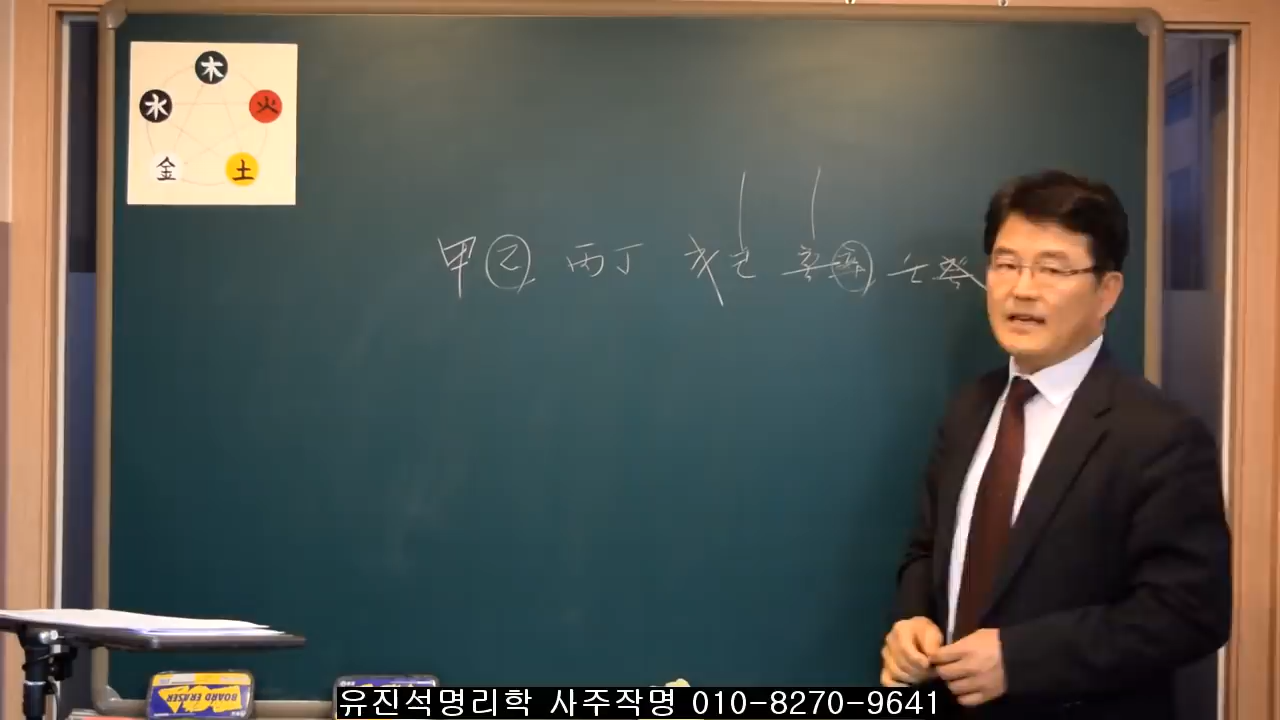 木
水 火
金 土
甲 乙 丙 丁 戊 己 庚 辛 壬 癸
BOARD ERASER
유진석명리학 사주작명 010-8270-9641